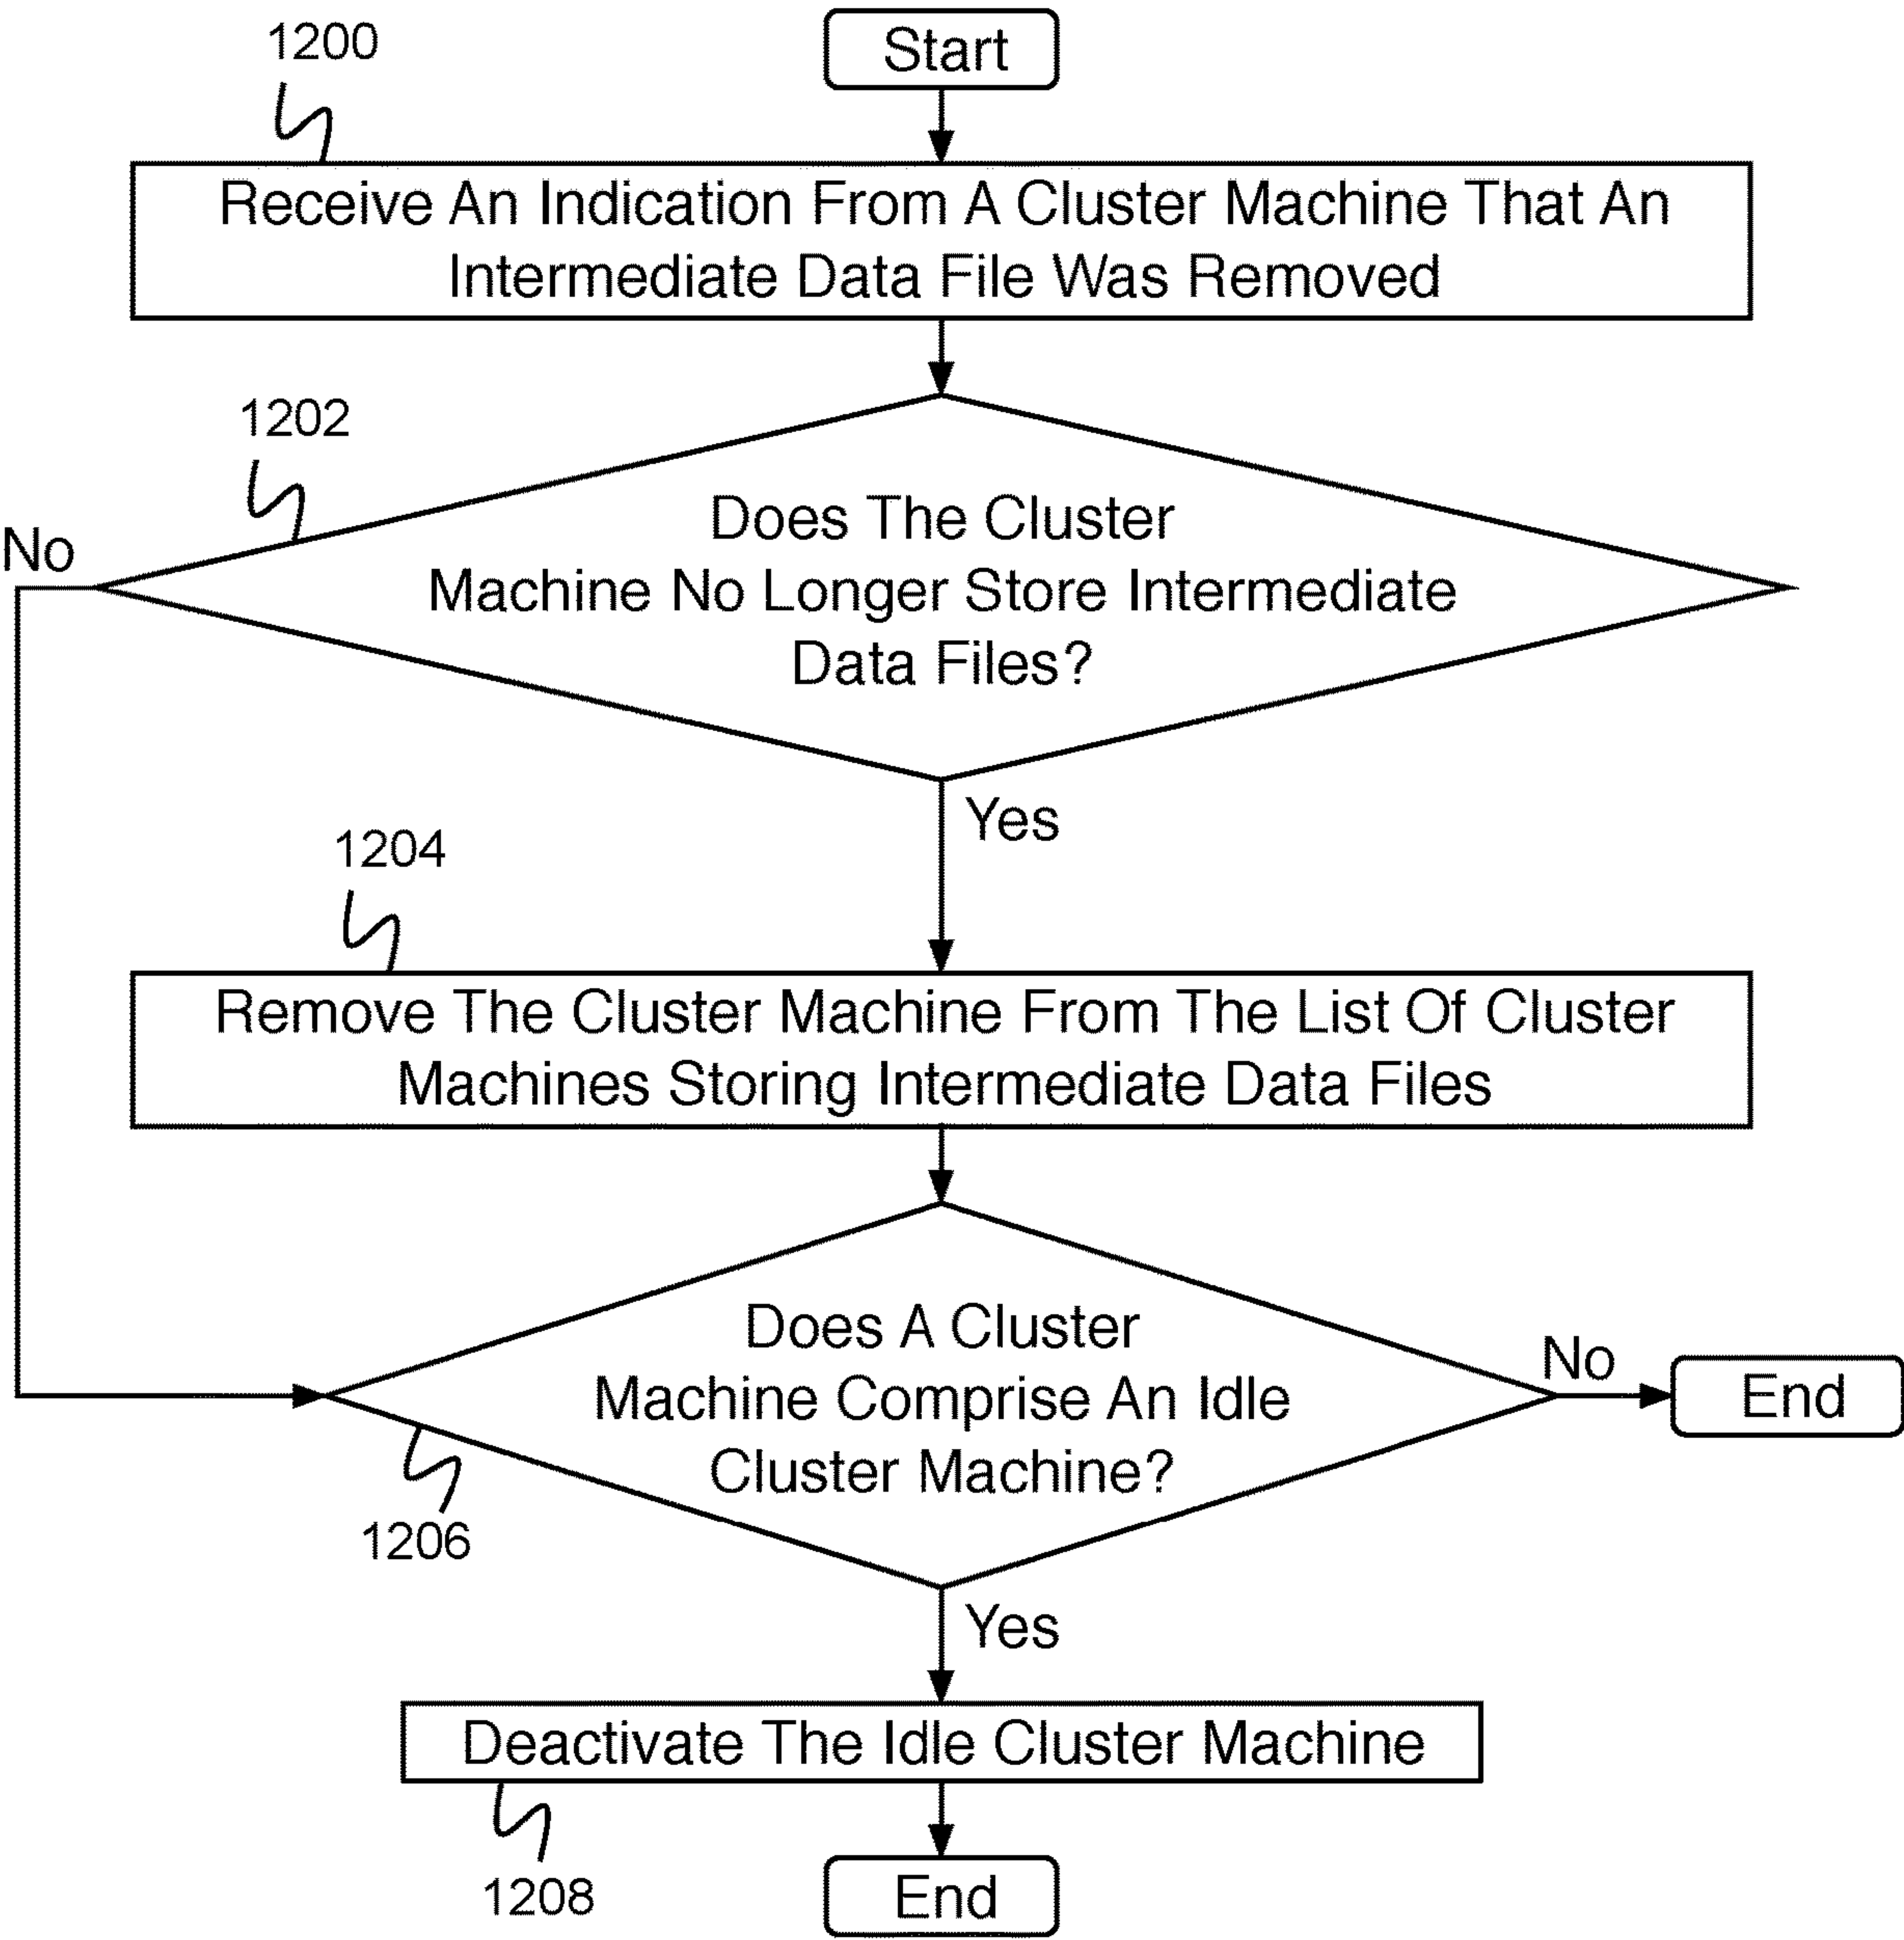 1200
Start
Receive An Indication From A Cluster Machine That An
Intermediate Data File Was Removed
1202
No
Does The Cluster
Machine No Longer Store Intermediate
Data Files?
Yes
1204
Remove The Cluster Machine From The List Of Cluster
Machines Storing Intermediate Data Files
Does A Cluster
Machine Comprise An Idle
Cluster Machine?
No
End
1206
Yes
Deactivate The Idle Cluster Machine
1208
End